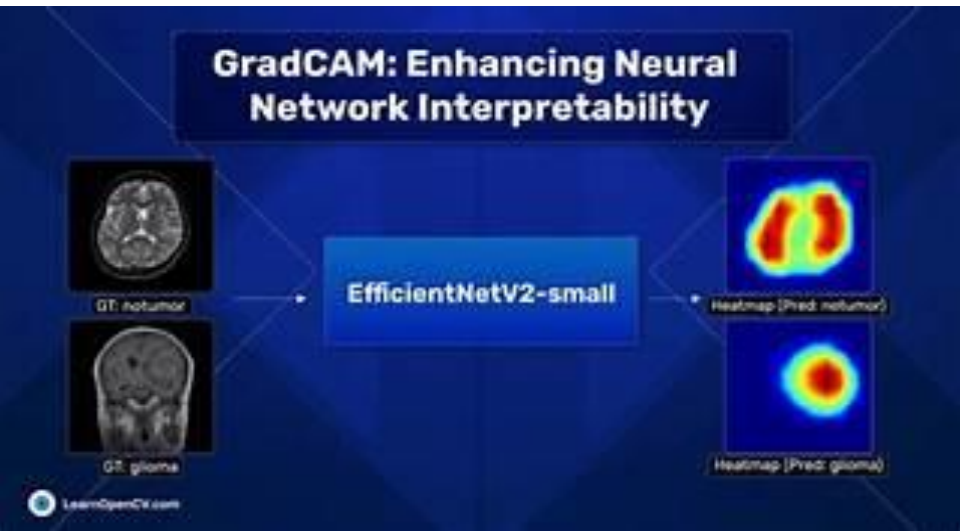 GradCAM: Enhancing Neural
Network Interpretability
GT: notumor
EfficientNetV2-small
Heatmap (Pred: notumor)
GT: glioma
Heatmap (Pred: glioma)
LearnOpenCV.com